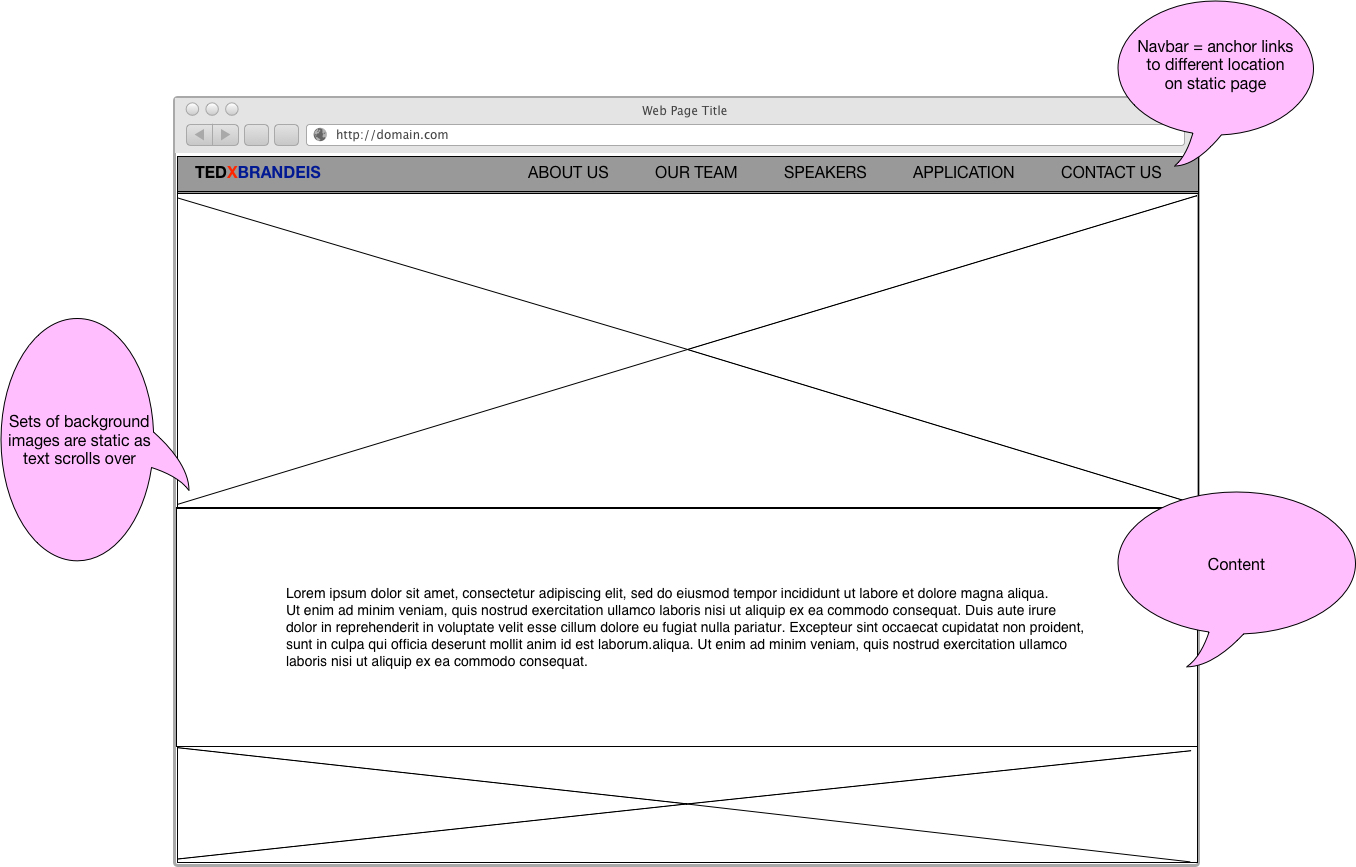 Navbar = anchor links
to different location
on static page
Web Page Title
http://domain.com
TEDXBRANDEIS ABOUT US OUR TEAM SPEAKERS APPLICATION CONTACT US
Sets of background
images are static as
text scrolls over
Content
Lorem ipsum dolor sit amet, consectetur adipiscing elit, sed do eiusmod tempor incididunt ut labore et dolore magna aliqua.
Ut enim ad minim veniam, quis nostrud exercitation ullamco laboris nisi ut aliquip ex ea commodo consequat. Duis aute irure
dolor in reprehenderit in voluptate velit esse cillum dolore eu fugiat nulla pariatur. Excepteur sint occaecat cupidatat non proident,
sunt in culpa qui officia deserunt mollit anim id est laborum.aliqua. Ut enim ad minim veniam, quis nostrud exercitation ullamco
laboris nisi ut aliquip ex ea commodo consequat.